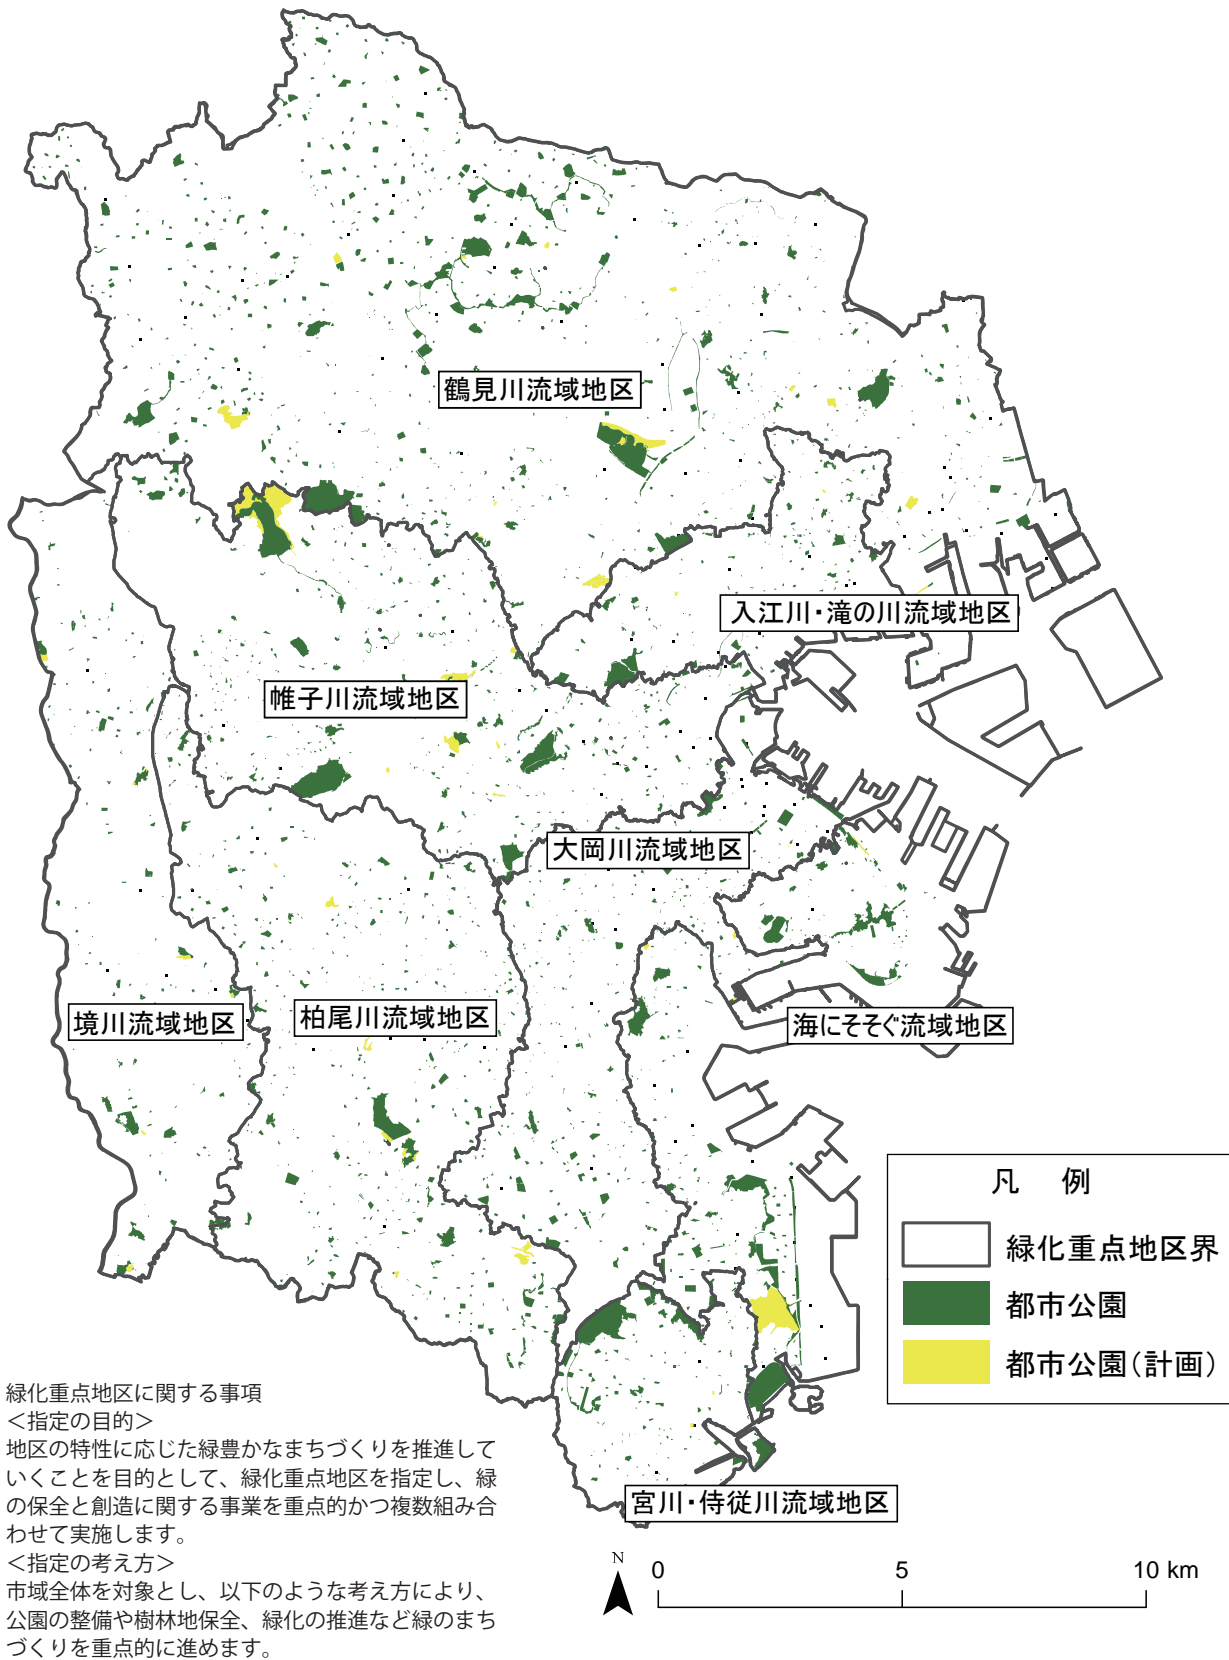 鶴見川流域地区
入江川・滝の川流域地区
帷子川流域地区
大岡川流域地区
境川流域地区
柏尾川流域地区
海にそそぐ流域地区
宮川・侍従川流域地区
凡 例
緑化重点地区界
都市公園
都市公園(計画)
緑化重点地区に関する事項
<指定の目的>
地区の特性に応じた緑豊かなまちづくりを推進して
いくことを目的として、緑化重点地区を指定し、緑
の保全と創造に関する事業を重点的かつ複数組み合
わせて実施します。
<指定の考え方>
市域全体を対象とし、以下のような考え方により、
公園の整備や樹林地保全、緑化の推進など緑のまち
づくりを重点的に進めます。
N
0 5 10 km